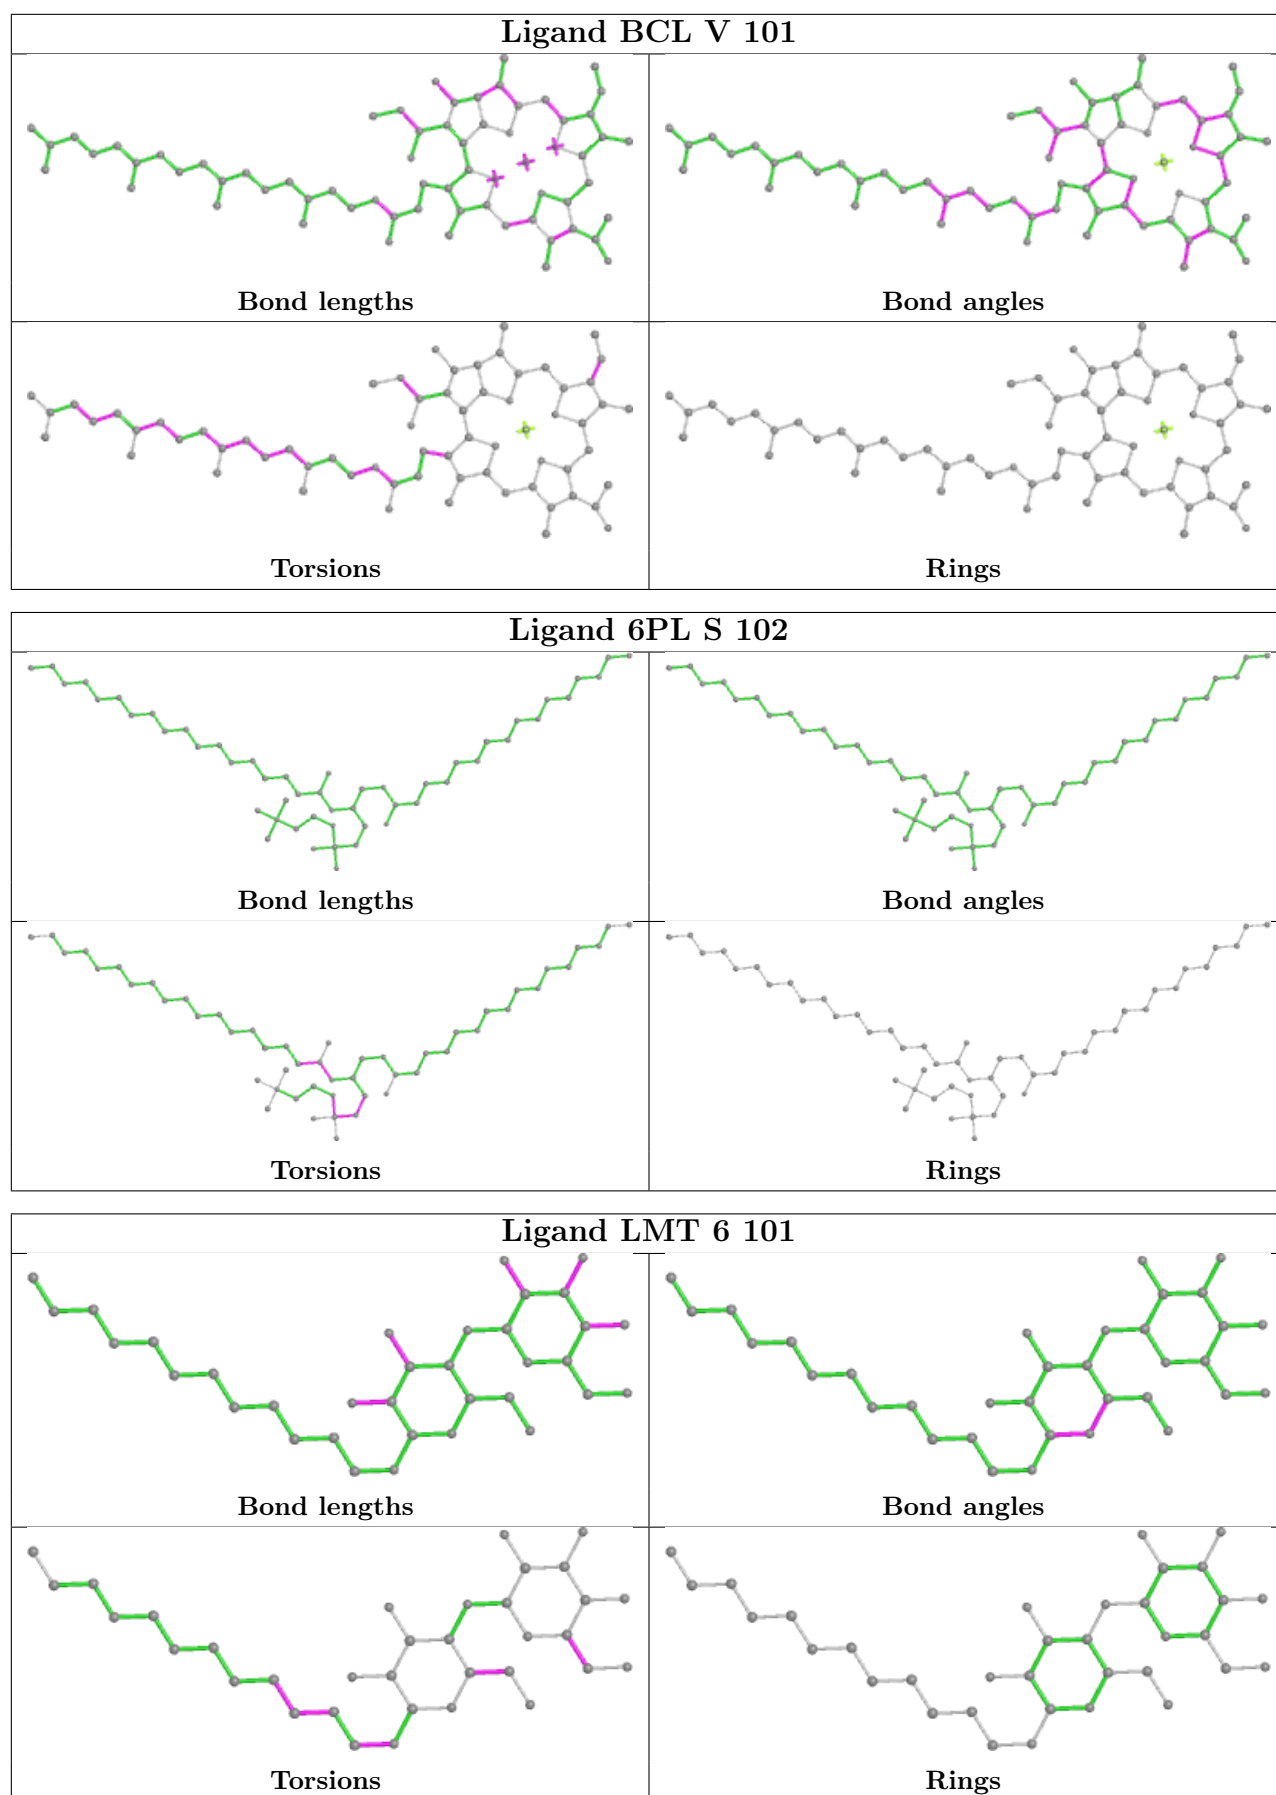 Ligand BCL V 101
Bond lengths
Bond angles
Torsions
Rings
Ligand 6PL S 102
Bond lengths
Bond angles
Torsions
Rings
Ligand LMT 6 101
Bond lengths
Bond angles
Torsions
Rings